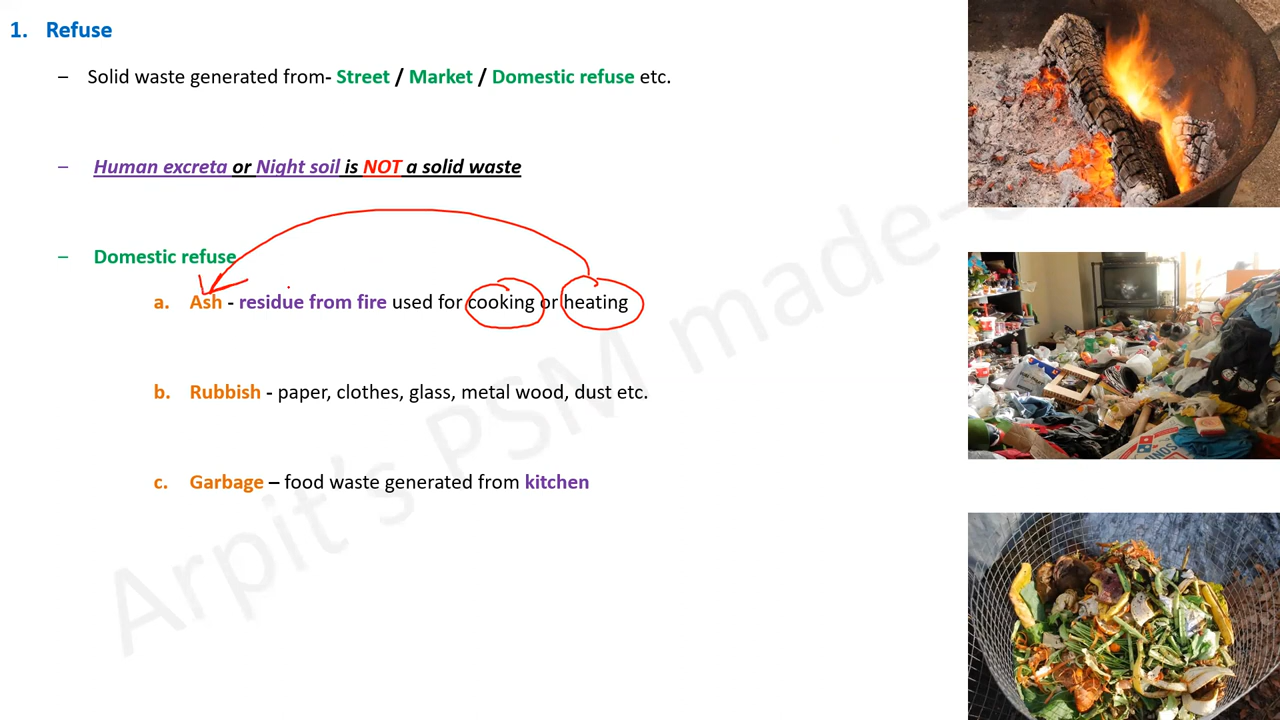 1. Refuse
– Solid waste generated from- Street / Market / Domestic refuse etc.
– Human excreta or Night soil is NOT a solid waste
– Domestic refuse
a. Ash - residue from fire used for cooking or heating
b. Rubbish - paper, clothes, glass, metal wood, dust etc.
c. Garbage – food waste generated from kitchen
Arpit's PSM made-